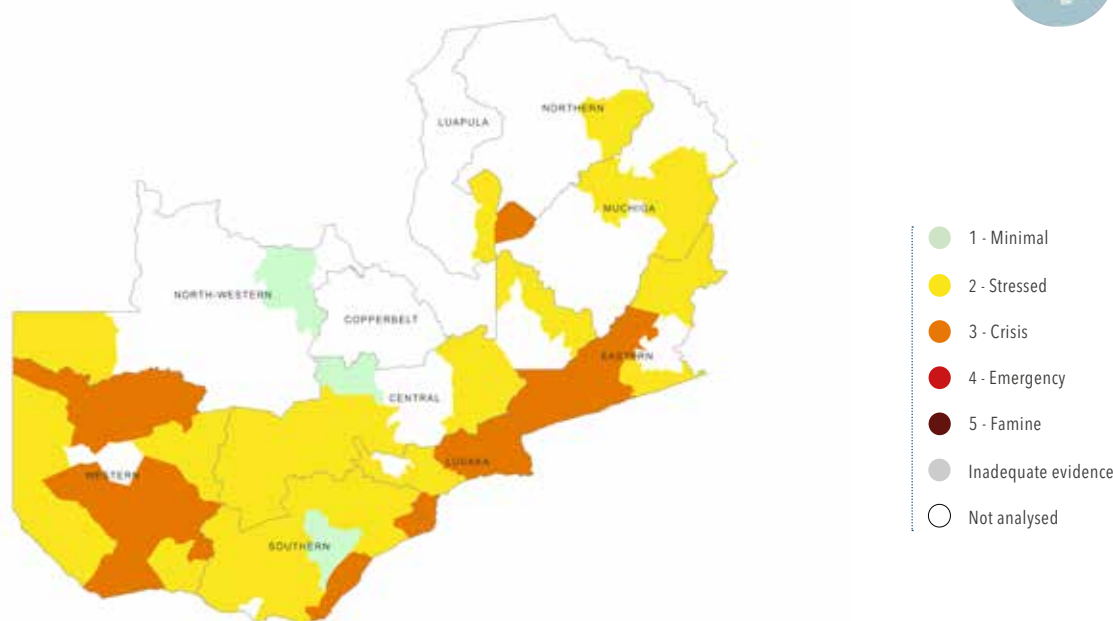 NORTHERN
LUAPULA
MUCHIGA
NORTH-WESTERN
COPPERBELT
EASTERN
CENTRAL
LUSAKA
WESTERN
SOUTHERN
1 - Minimal
2 - Stressed
3 - Crisis
4 - Emergency
5 - Famine
Inadequate evidence
Not analysed